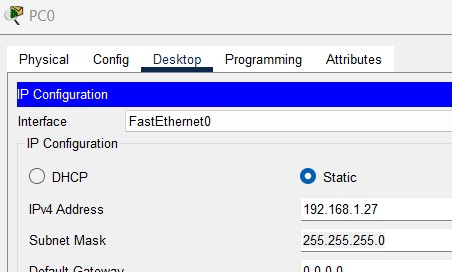 PC0
Physical Config Desktop Programming Attributes
IP Configuration
Interface FastEthernet0
IP Configuration
DHCP Static
IPv4 Address 192.168.1.27
Subnet Mask 255.255.255.0
Default Gateway 0.0.0.0